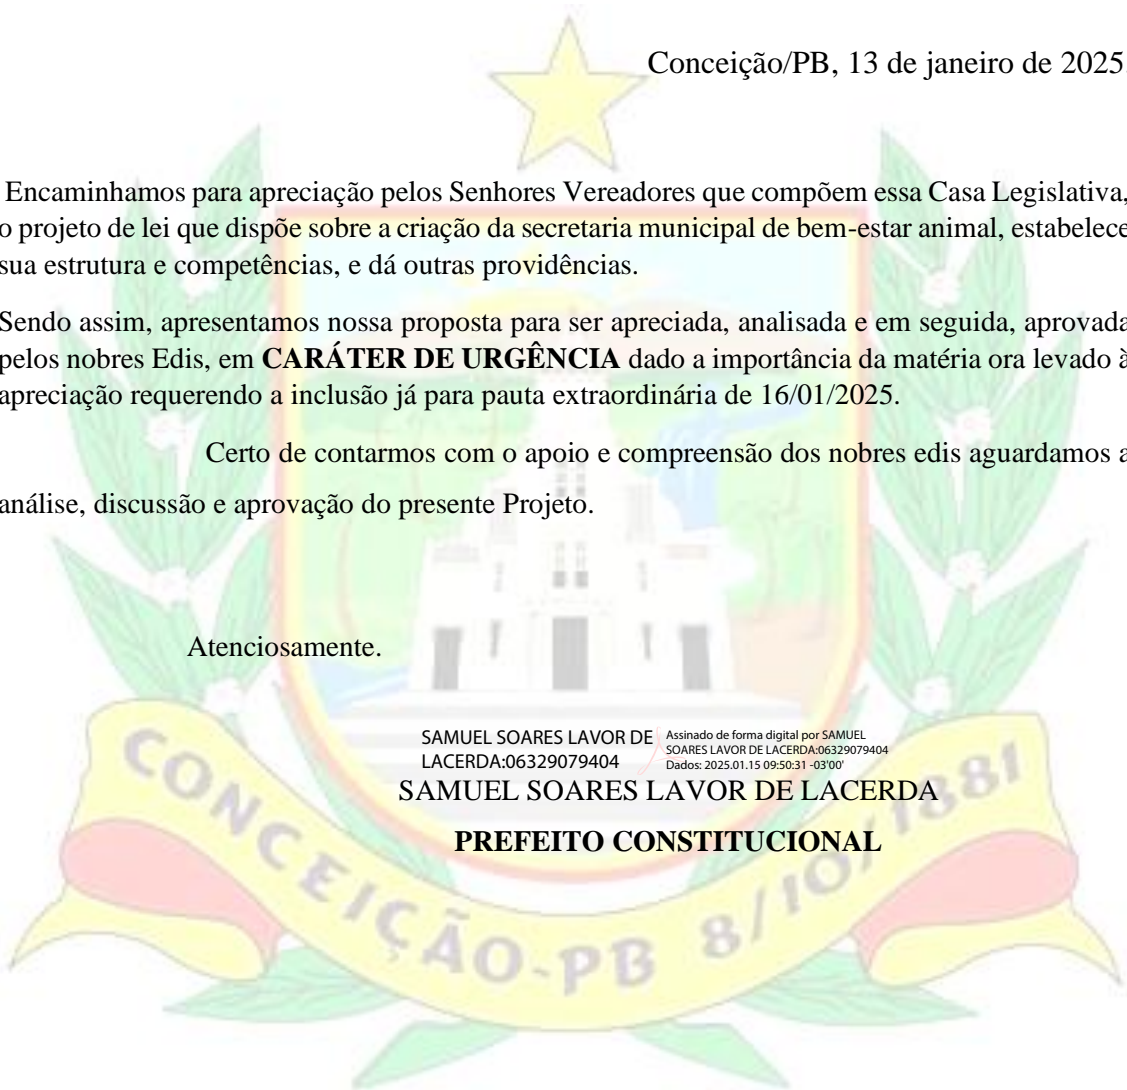 Conceição/PB, 13 de janeiro de 2025.
Encaminhamos para apreciação pelos Senhores Vereadores que compõem essa Casa Legislativa,
o projeto de lei que dispõe sobre a criação da secretaria municipal de bem-estar animal, estabelece
sua estrutura e competências, e dá outras providências.
Sendo assim, apresentamos nossa proposta para ser apreciada, analisada e em seguida, aprovada
pelos nobres Edis, em CARÁTER DE URGÊNCIA dado a importância da matéria ora levado à
apreciação requerendo a inclusão já para pauta extraordinária de 16/01/2025.
Certo de contarmos com o apoio e compreensão dos nobres edis aguardamos a
análise, discussão e aprovação do presente Projeto.
Atenciosamente.
SAMUEL SOARES LAVOR DE
LACERDA:06329079404
Assinado de forma digital por SAMUEL
SOARES LAVOR DE LACERDA:06329079404
Dados: 2025.01.15 09:50:31 -03'00'
SAMUEL SOARES LAVOR DE LACERDA
PREFEITO CONSTITUCIONAL
CONCEIÇÃO-PB 8/10/1881